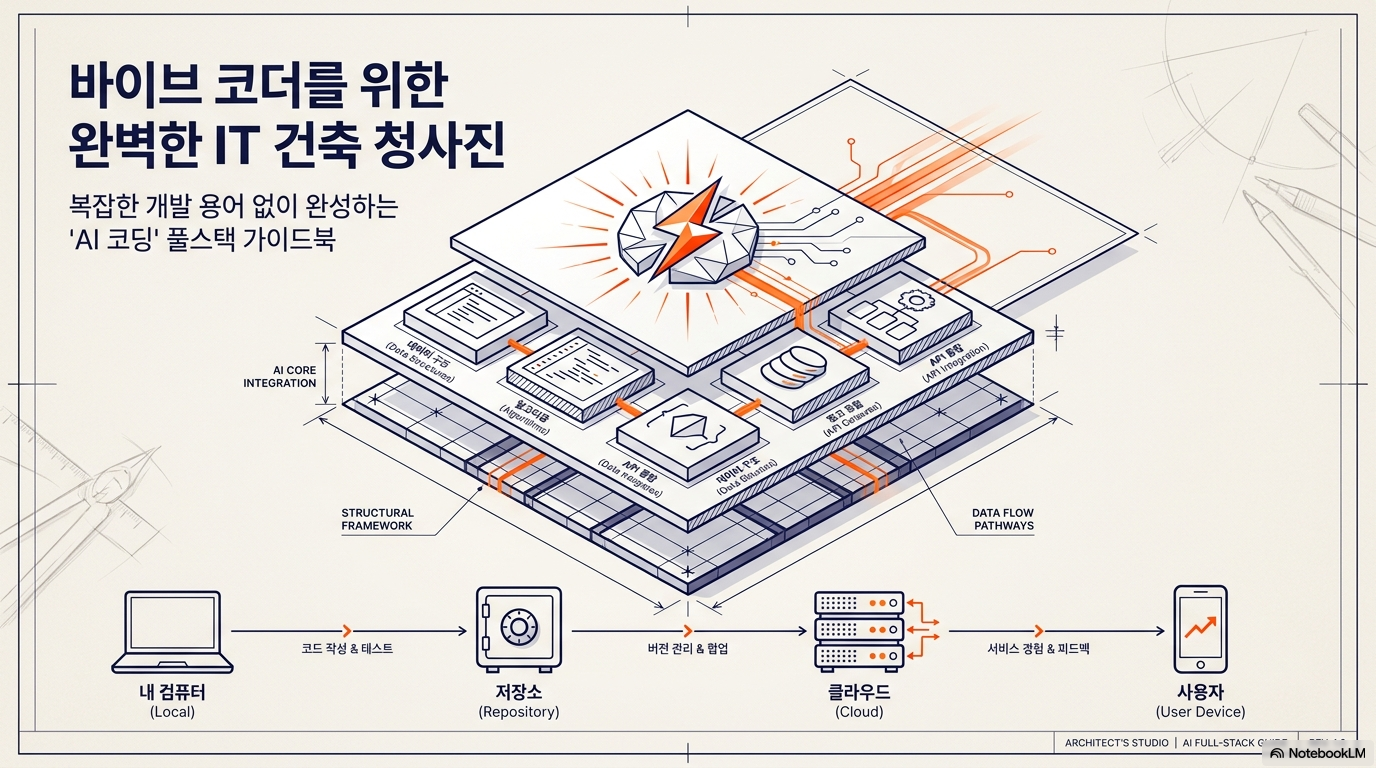 바이브 코더를 위한
완벽한 IT 건축 청사진
복잡한 개발 용어 없이 완성하는
'AI 코딩' 풀스택 가이드북
AI CORE
INTEGRATION
(Data
(API Integration)
STRUCTURAL
FRAMEWORK
DATA FLOW
PATHWAYS
코드 작성 & 테스트
버전 관리 & 협업
서비스 경험 & 피드백
내 컴퓨터
(Local)
저장소
(Repository)
클라우드
(Cloud)
사용자
(User Device)
ARCHITECT'S STUDIO | AI FULL-STACK
NotebookLM